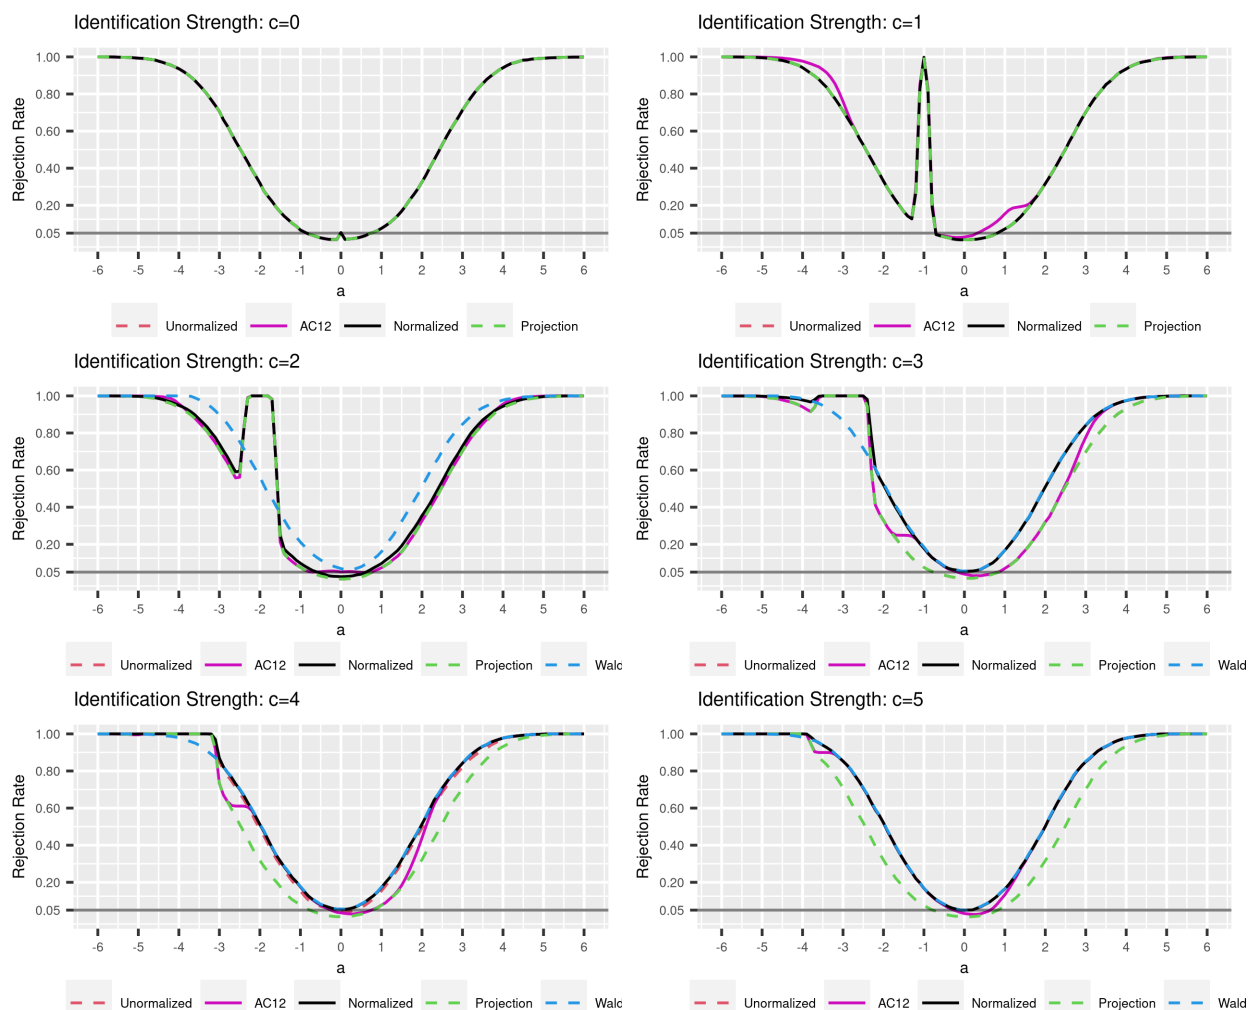 Identification Strength: c=0
Rejection Rate
1.00
0.80
0.60
0.40
0.20
0.05
-6 -5 -4 -3 -2 -1 0 1 2 3 4 5 6
a
Unormalized AC12 Normalized Projection
Identification Strength: c=1
Rejection Rate
1.00
0.80
0.60
0.40
0.20
0.05
-6 -5 -4 -3 -2 -1 0 1 2 3 4 5 6
a
Unormalized AC12 Normalized Projection
Identification Strength: c=2
Rejection Rate
1.00
0.80
0.60
0.40
0.20
0.05
-6 -5 -4 -3 -2 -1 0 1 2 3 4 5 6
a
Unormalized AC12 Normalized Projection Walc
Identification Strength: c=3
Rejection Rate
1.00
0.80
0.60
0.40
0.20
0.05
-6 -5 -4 -3 -2 -1 0 1 2 3 4 5 6
a
Unormalized AC12 Normalized Projection Wald
Identification Strength: c=4
Rejection Rate
1.00
0.80
0.60
0.40
0.20
0.05
-6 -5 -4 -3 -2 -1 0 1 2 3 4 5 6
a
Unormalized AC12 Normalized Projection Walc
Identification Strength: c=5
Rejection Rate
1.00
0.80
0.60
0.40
0.20
0.05
-6 -5 -4 -3 -2 -1 0 1 2 3 4 5 6
a
Unormalized AC12 Normalized Projection Wald